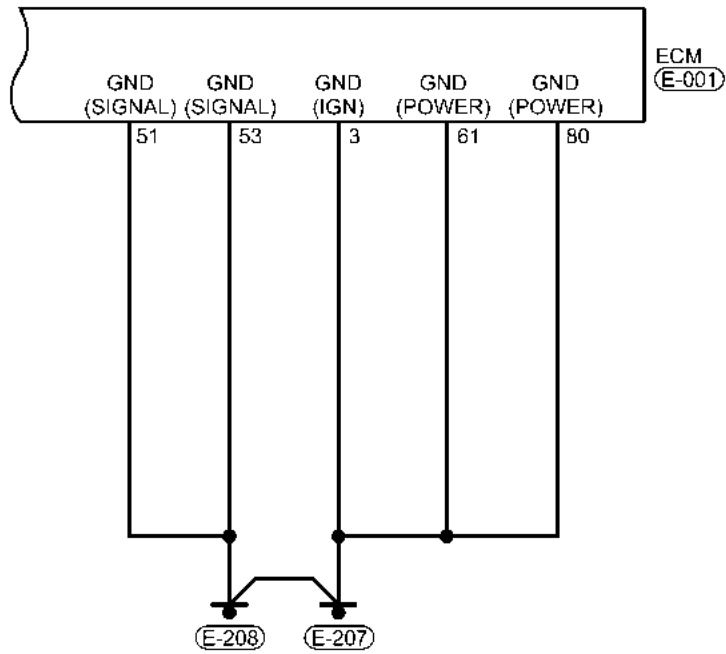 ECM
E-001
GND GND GND GND GND
(SIGNAL) (SIGNAL) (IGN) (POWER) (POWER)
51 53 3 61 80
E-208 E-207